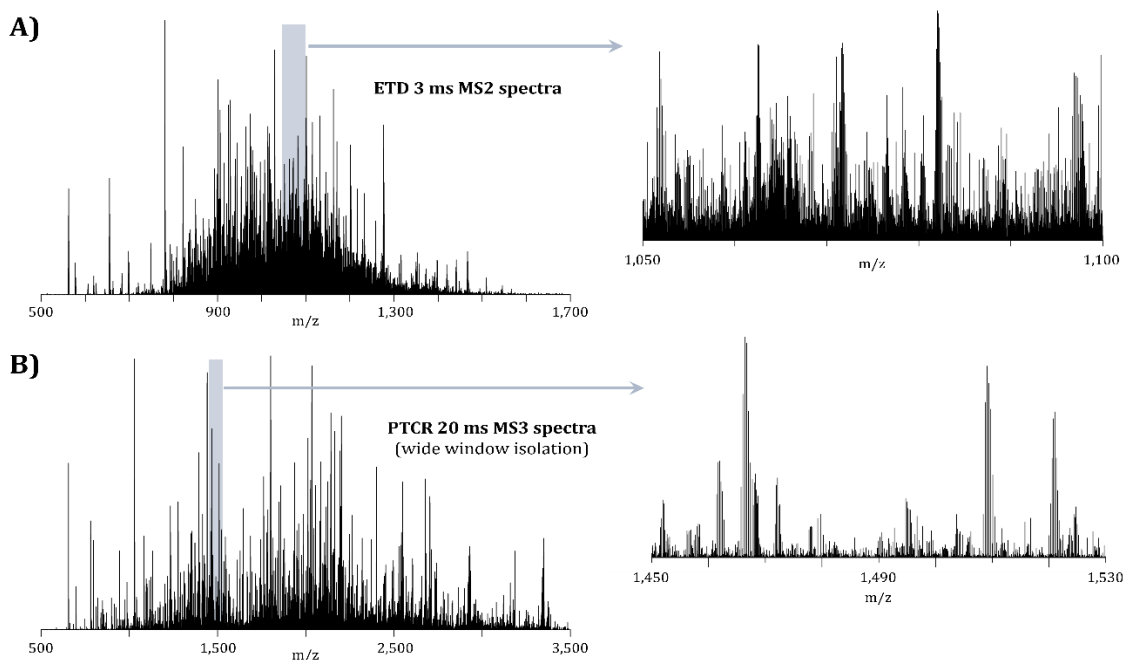 A)
ETD 3 ms MS2 spectra
500
900
1,300
1,700
m/z
1,050
1,100
m/z
B)
PTCR 20 ms MS3 spectra
(wide window isolation)
500
1,500
2,500
3,500
m/z
1,450
1,490
1,530
m/z